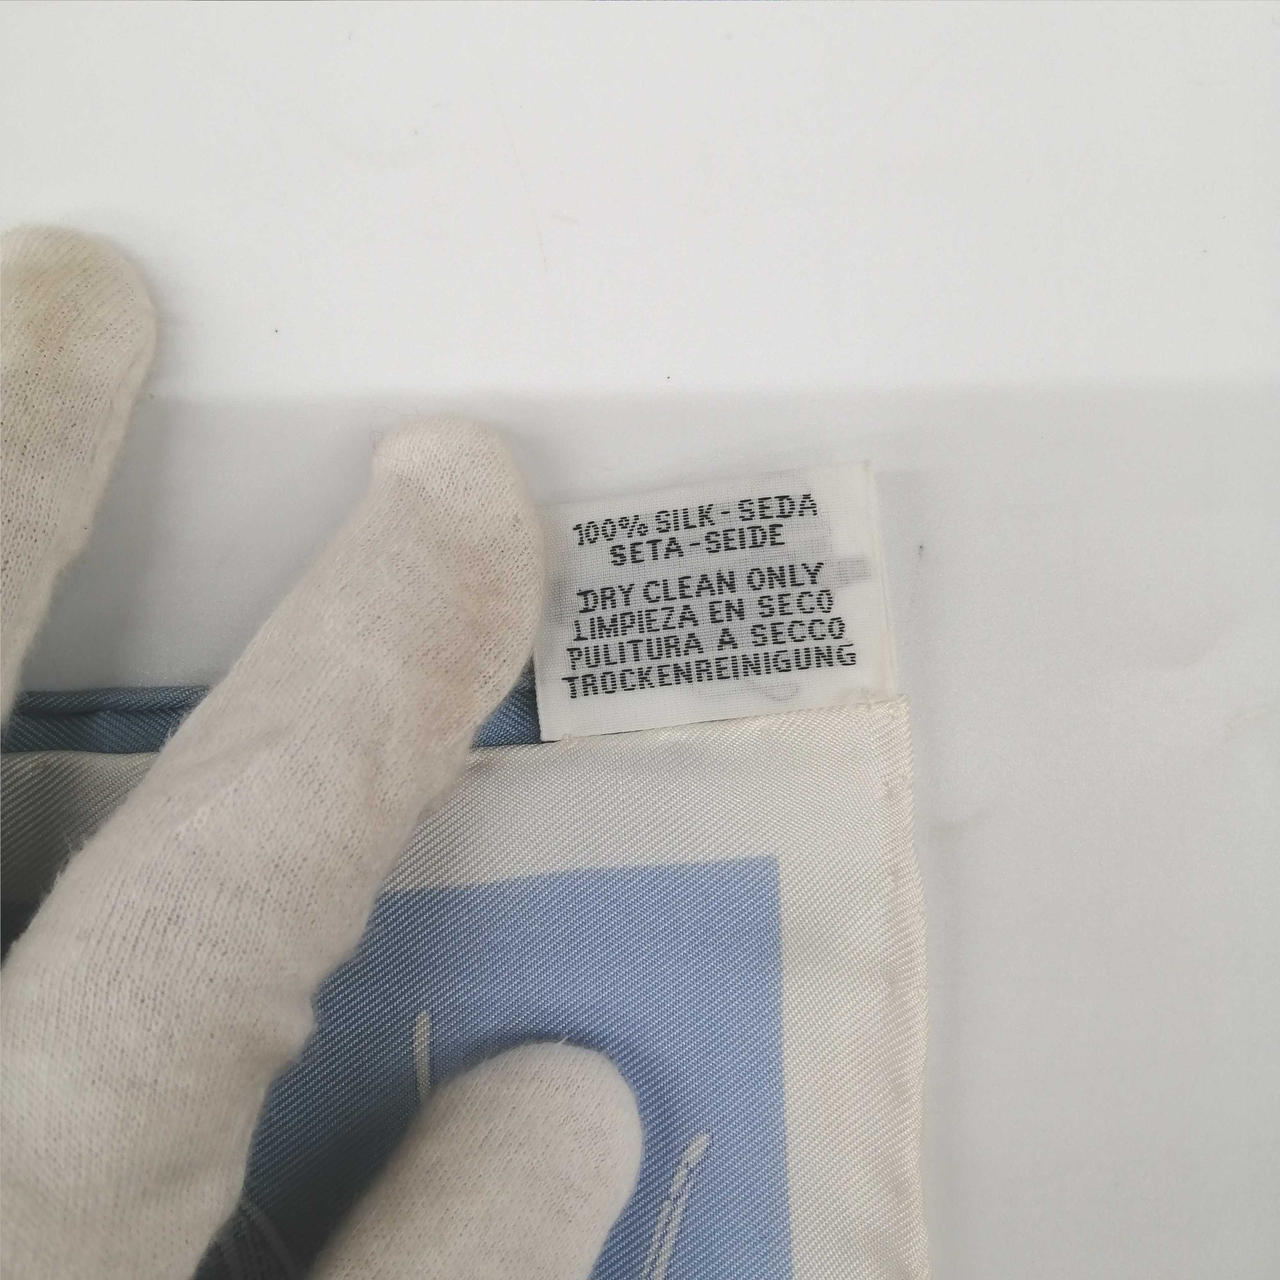 100% SILK - SEDA
SETA - SEIDE
DRY CLEAN ONLY
LIMPIEZA EN SECO
PULITURA A SECCO
TROCKENREINIGUNG